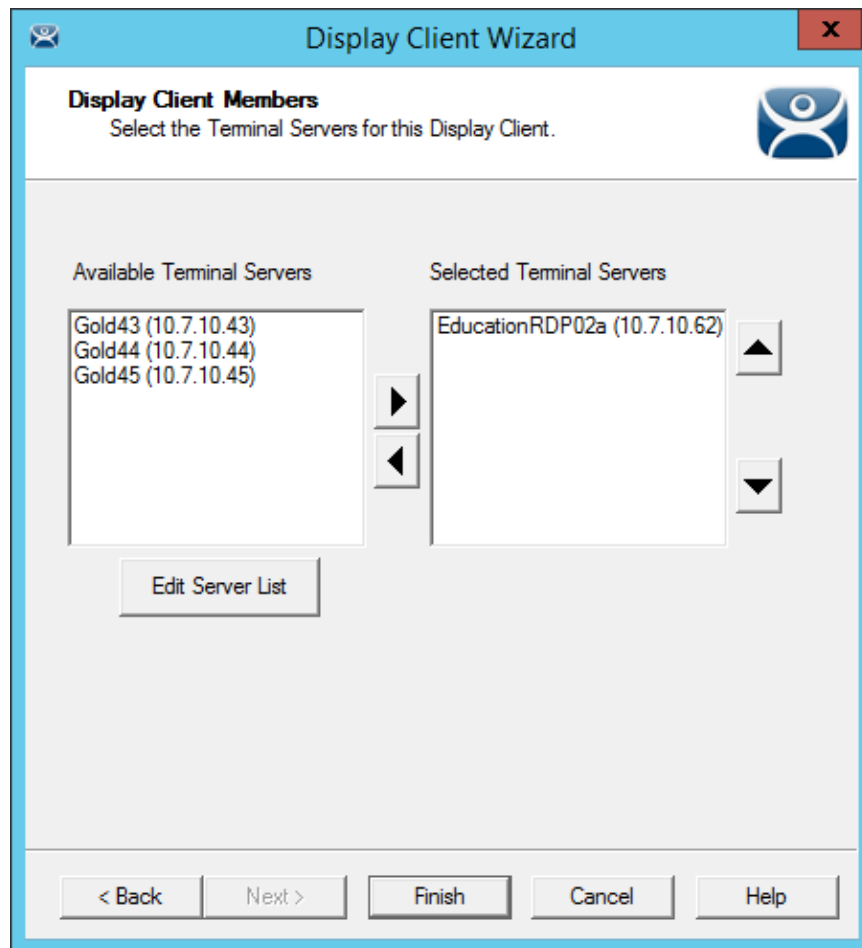 Display Client Wizard
x
Display Client Members
Select the Terminal Servers for this Display Client.
Available Terminal Servers
Gold43 (10.7.10.43)
Gold44 (10.7.10.44)
Gold45 (10.7.10.45)
Edit Server List
Selected Terminal Servers
EducationRDP02a (10.7.10.62)
< Back
Next >
Finish
Cancel
Help